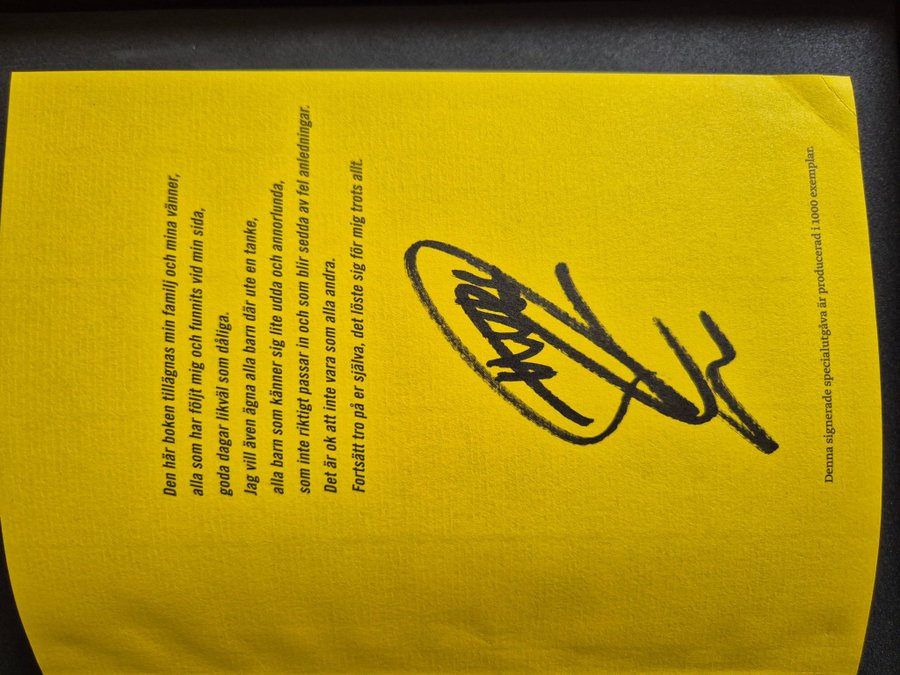 Den här boken tillägnas min familj och mina vänner,
alla som har följt mig och funnits vid min sida,
goda dagar likväl som dåliga.
Jag vill även ägna alla barn där ute en tanke,
alla barn som känner sig lite udda och annorlunda,
som inte riktigt passar in och som blir sedda av fel anledningar.
Det är ok att inte vara som alla andra.
Fortsätt tro på er själva, det löste sig för mig trots allt.
Denna signerade specialutgåva är producerad i 1000 exemplar.